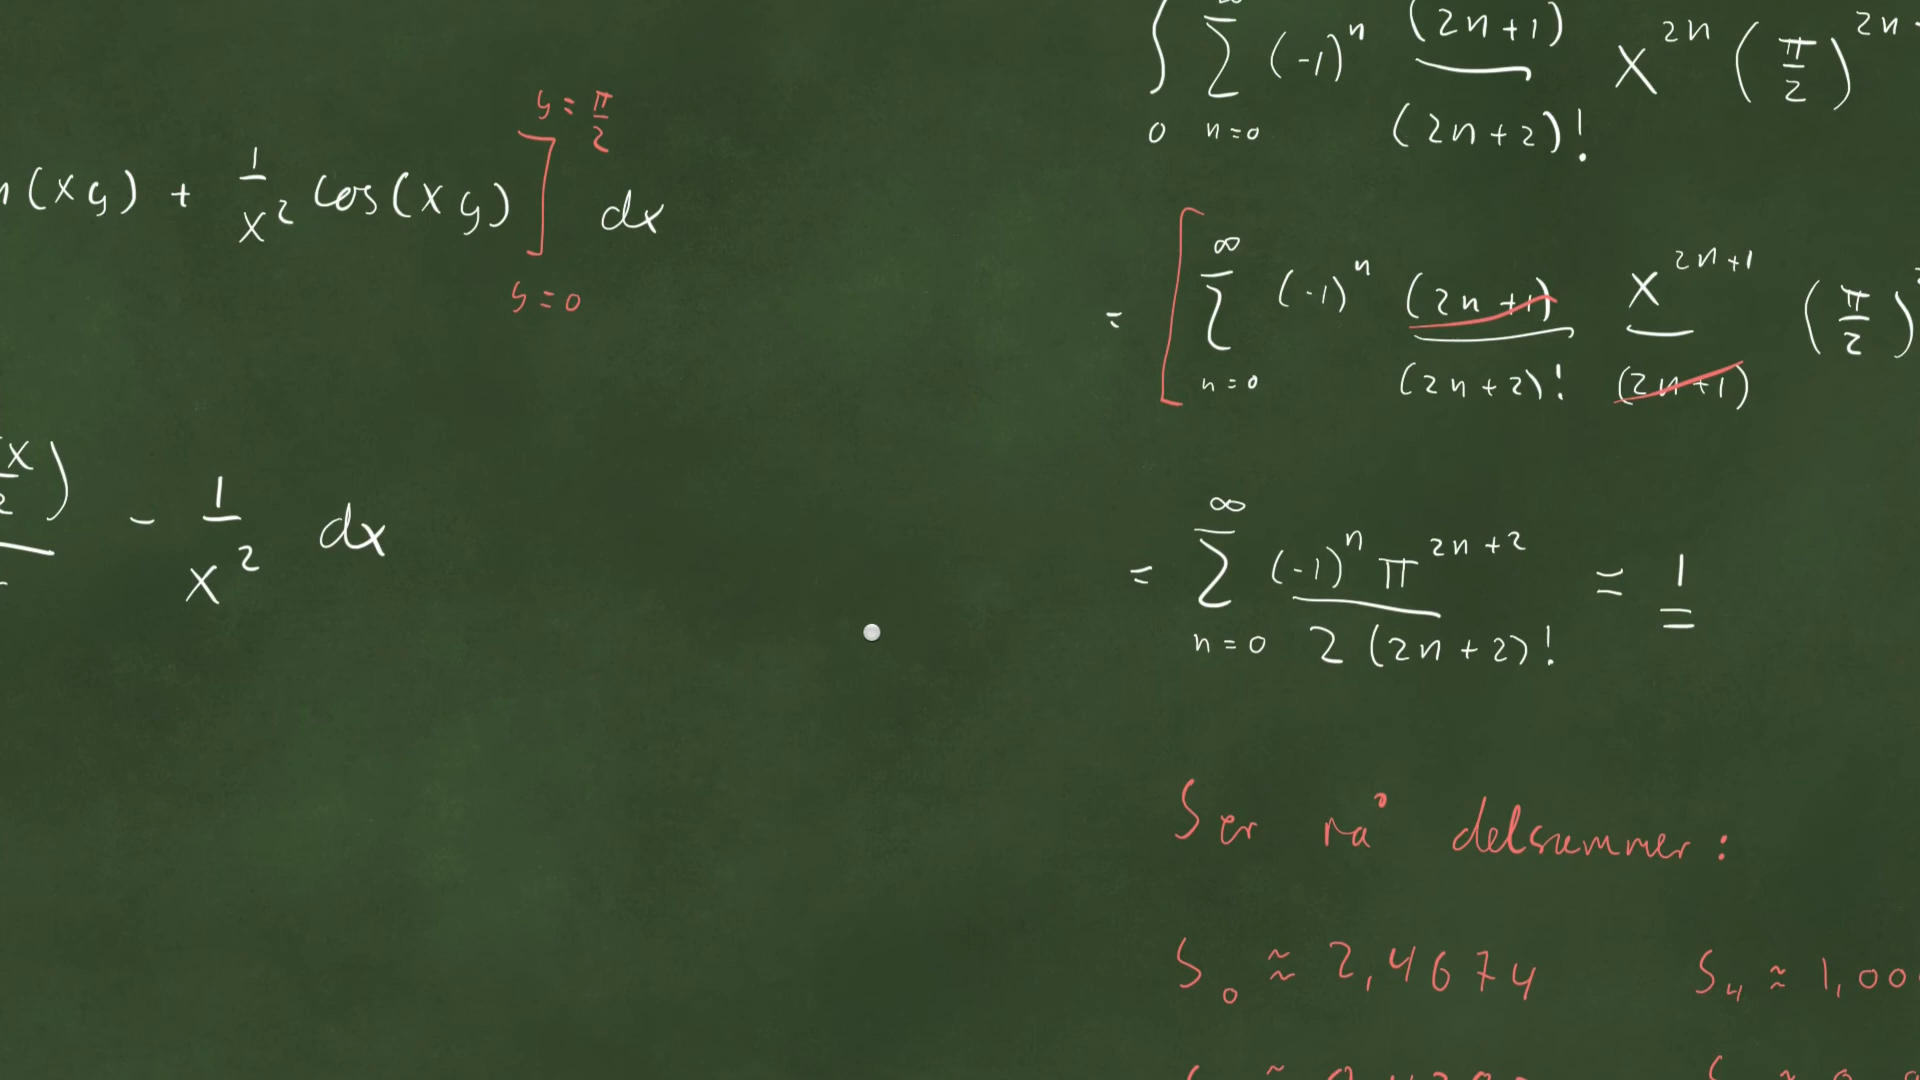 n(xy) + 1/x² cos(xy) ] dx
y = π/2
y = 0
x/2) - 1/x² dx
∫ ∑ (-1)ⁿ (2n+1)/(2n+2)! x²ⁿ (π/2)²ⁿ
0 n=0
= [ ∑ (-1)ⁿ (2n+1)/(2n+2)! x²ⁿ⁺¹/(2n+1) (π/2)
∞
n=0
= ∑ (-1)ⁿ π²ⁿ⁺²/2(2n+2)! = 1
∞
n=0
Ser på delsummer:
S₀ ≈ 2,4674 S₄ ≈ 1,00